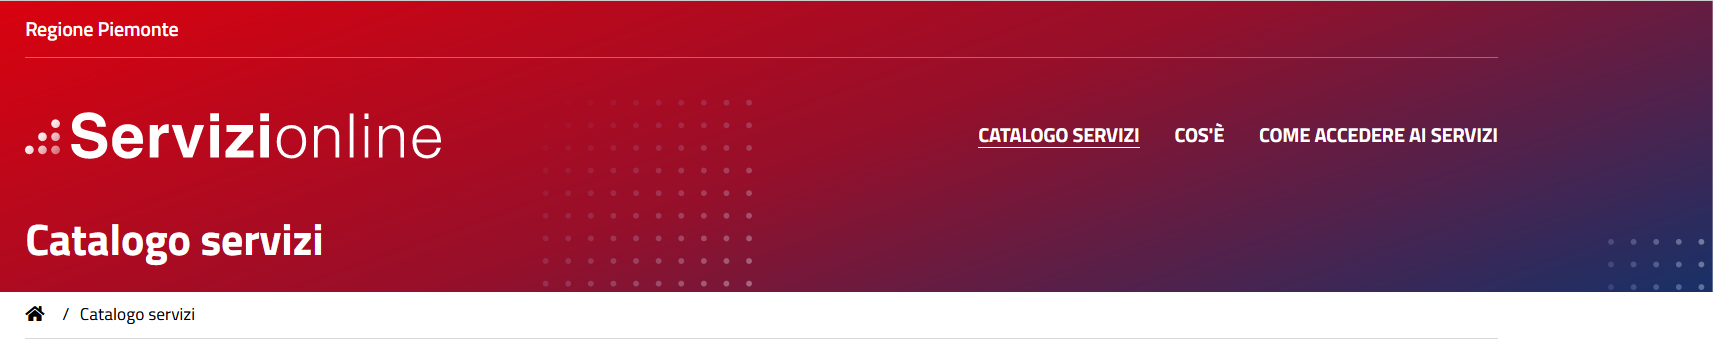 Regione Piemonte
Servizionline
CATALOGO SERVIZI COS'È COME ACCEDERE AI SERVIZI
Catalogo servizi
/ Catalogo servizi